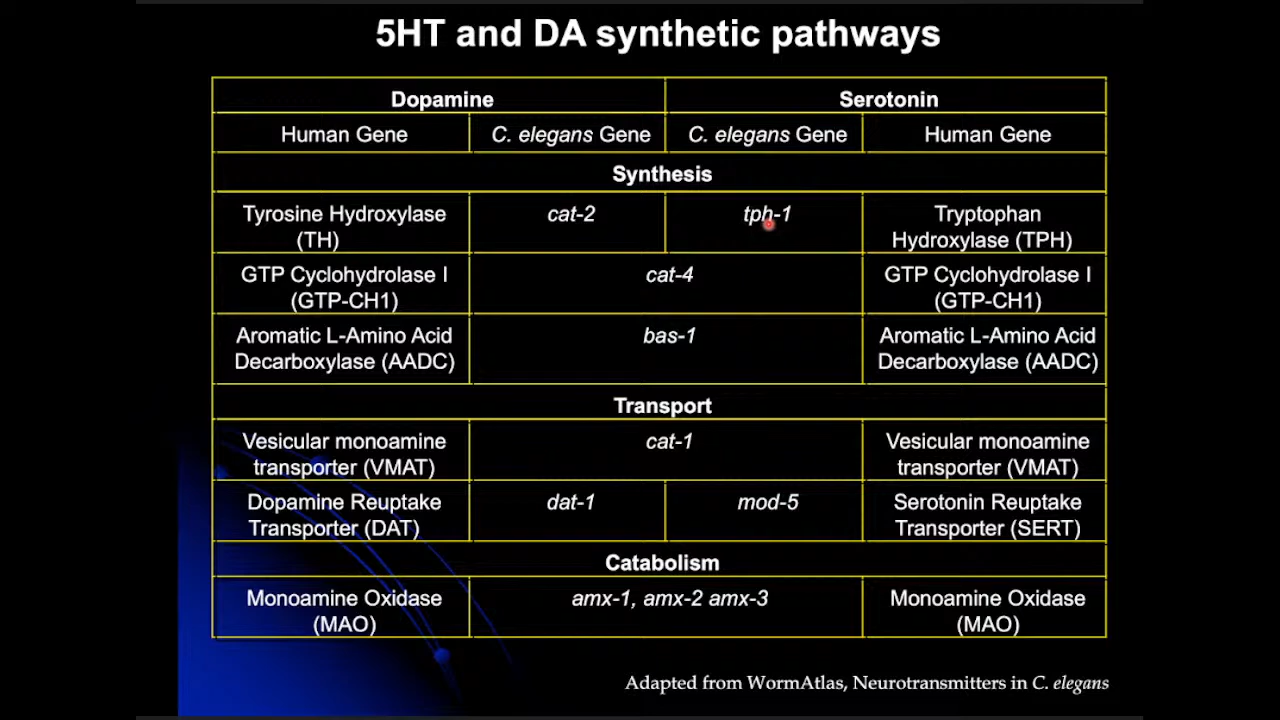 5HT and DA synthetic pathways
Dopamine Serotonin
Human Gene C. elegans Gene C. elegans Gene Human Gene
Synthesis
Tyrosine Hydroxylase cat-2 tph-1 Tryptophan
(TH) Hydroxylase (TPH)
GTP Cyclohydrolase I cat-4 GTP Cyclohydrolase I
(GTP-CH1) (GTP-CH1)
Aromatic L-Amino Acid bas-1 Aromatic L-Amino Acid
Decarboxylase (AADC) Decarboxylase (AADC)
Transport
Vesicular monoamine cat-1 Vesicular monoamine
transporter (VMAT) transporter (VMAT)
Dopamine Reuptake dat-1 mod-5 Serotonin Reuptake
Transporter (DAT) Transporter (SERT)
Catabolism
Monoamine Oxidase amx-1, amx-2 amx-3 Monoamine Oxidase
(MAO) (MAO)
Adapted from WormAtlas, Neurotransmitters in C. elegans